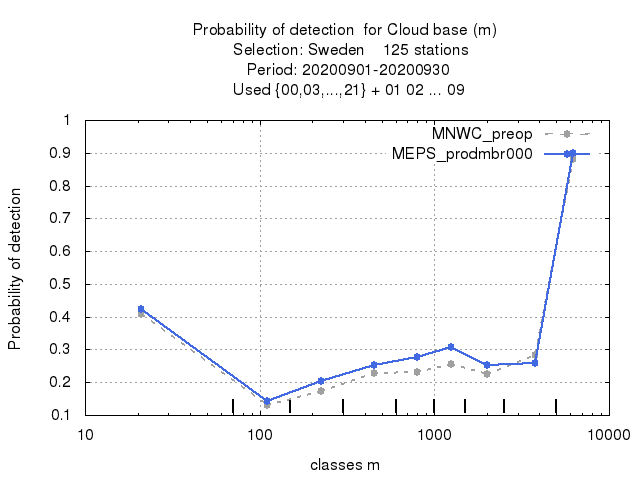 Probability of detection  for Cloud base (m)
Selection: Sweden    125 stations
Period: 20200901-20200930
Used {00,03,...,21} + 01 02 ... 09
MNWC_preop
MEPS_prodmbr000
Probability of detection
1
0.9
0.8
0.7
0.6
0.5
0.4
0.3
0.2
0.1
10 100 1000 10000
classes m